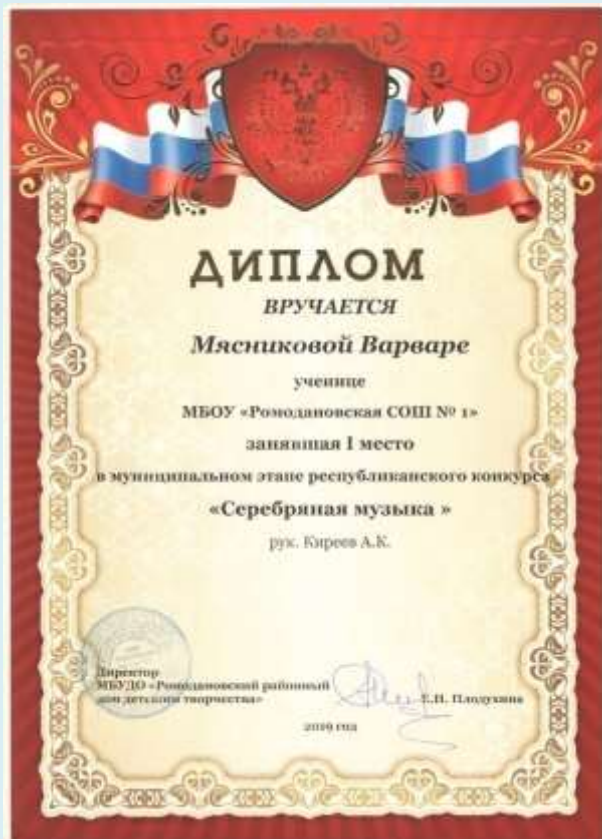 ДИПЛОМ
ВРУЧАЕТСЯ
Мясниковой Варваре
ученице
МБОУ «Ромодановская СОШ № 1»
занявшая I место
в муниципальном этапе республиканского конкурса
«Серебряная музыка »
рук. Киреев А.К.
Директор
МБУДО «Ромодановский районный
дом детского творчества»
Е.Н. Плодухина
2019 год